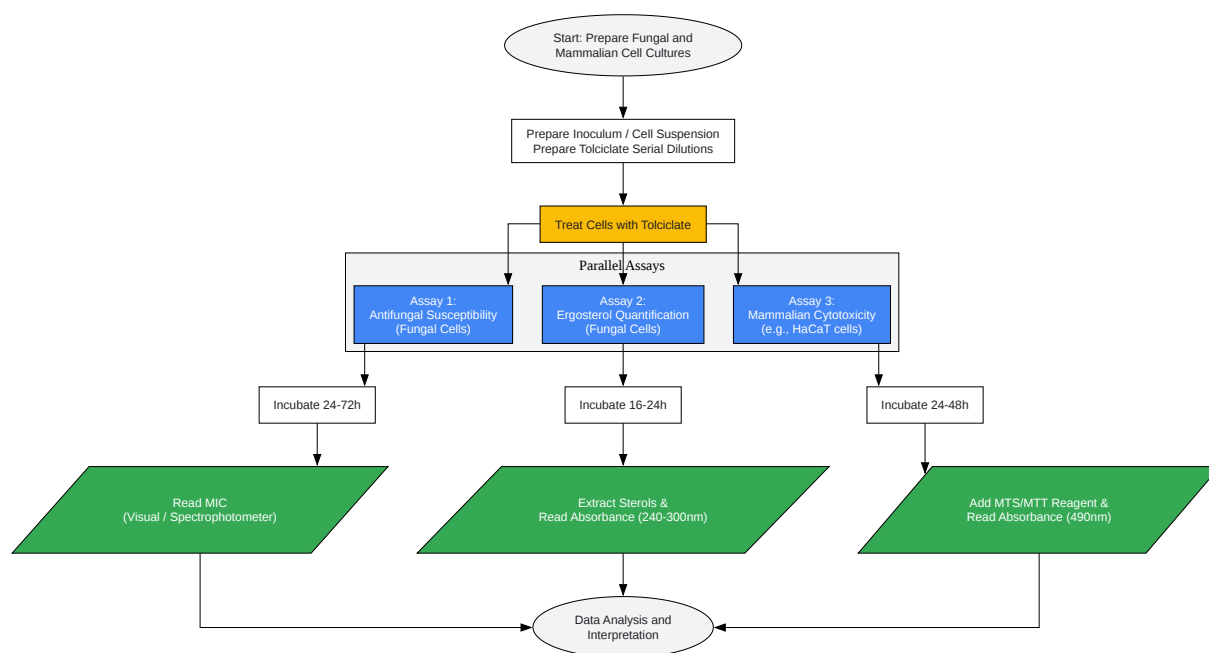 Start: Prepare Fungal and
Mammalian Cell Cultures
Prepare Inoculum / Cell Suspension
Prepare Tolciclate Serial Dilutions
Treat Cells with Tolciclate
Parallel Assays
Assay 1:
Antifungal Susceptibility
(Fungal Cells)
Assay 2:
Ergosterol Quantification
(Fungal Cells)
Assay 3:
Mammalian Cytotoxicity
(e.g., HaCaT cells)
Incubate 24-72h
Incubate 16-24h
Incubate 24-48h
Read MIC
(Visual / Spectrophotometer)
Extract Sterols &
Read Absorbance (240-300nm)
Add MTS/MTT Reagent &
Read Absorbance (490nm)
Data Analysis and
Interpretation